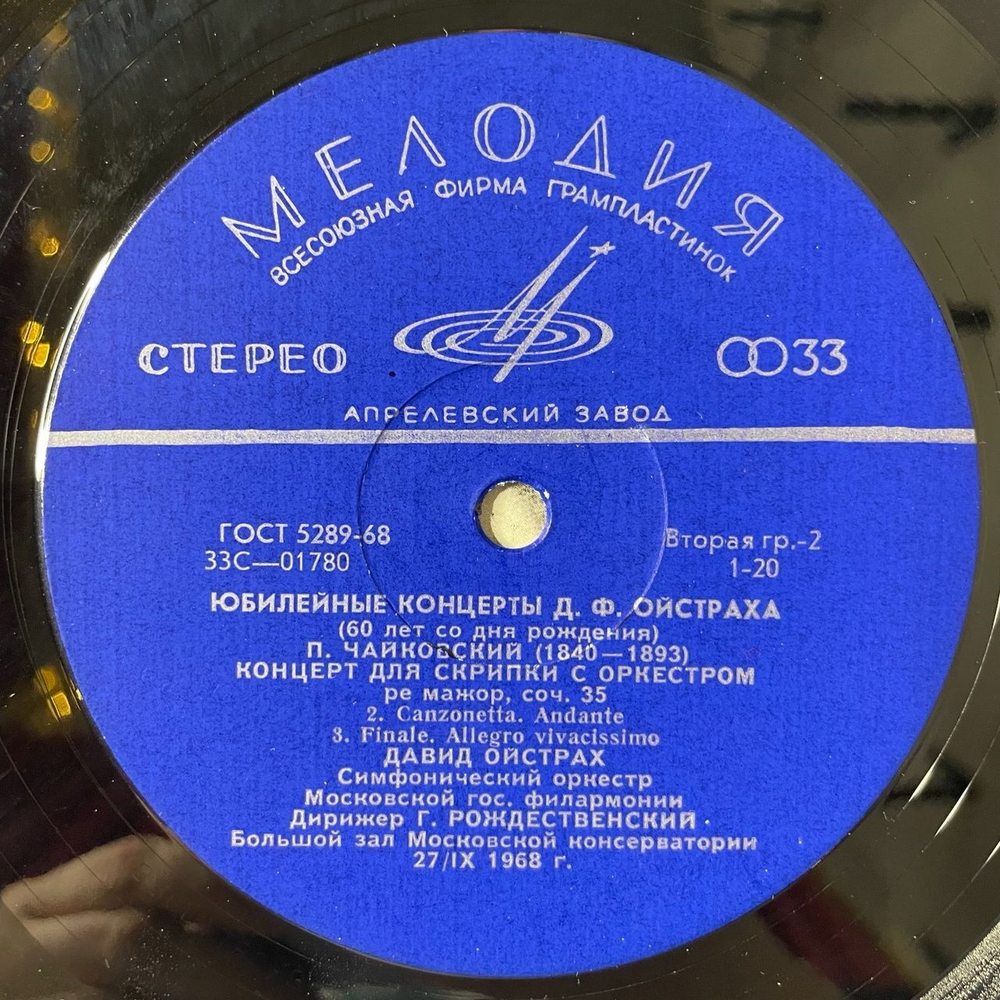 МЕЛОДИЯ
ВСЕСОЮЗНАЯ ФИРМА ГРАМПЛАСТИНОК
СТЕРЕО
33
АПРЕЛЕВСКИЙ ЗАВОД
ГОСТ 5289-68
Вторая гр.-2
33С—01780
1-20
ЮБИЛЕЙНЫЕ КОНЦЕРТЫ Д. Ф. ОЙСТРАХА
(60 лет со дня рождения)
П. ЧАЙКОВСКИЙ (1840—1893)
КОНЦЕРТ ДЛЯ СКРИПКИ С ОРКЕСТРОМ
ре мажор, соч. 35
2. Canzonetta. Andante
3. Finale. Allegro vivacissimo
ДАВИД ОЙСТРАХ
Симфонический оркестр
Московской гос. филармонии
Дирижер Г. РОЖДЕСТВЕНСКИЙ
Большой зал Московской консерватории
27/IX 1968 г.